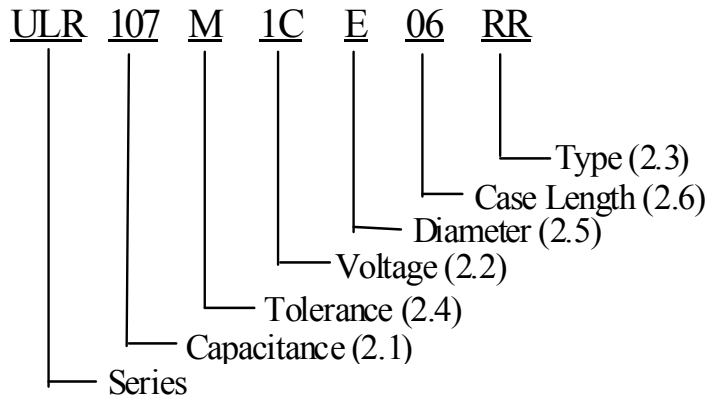 ULR 107 M 1C E 06 RR
Type (2.3)
Case Length (2.6)
Diameter (2.5)
Voltage (2.2)
Tolerance (2.4)
Capacitance (2.1)
Series